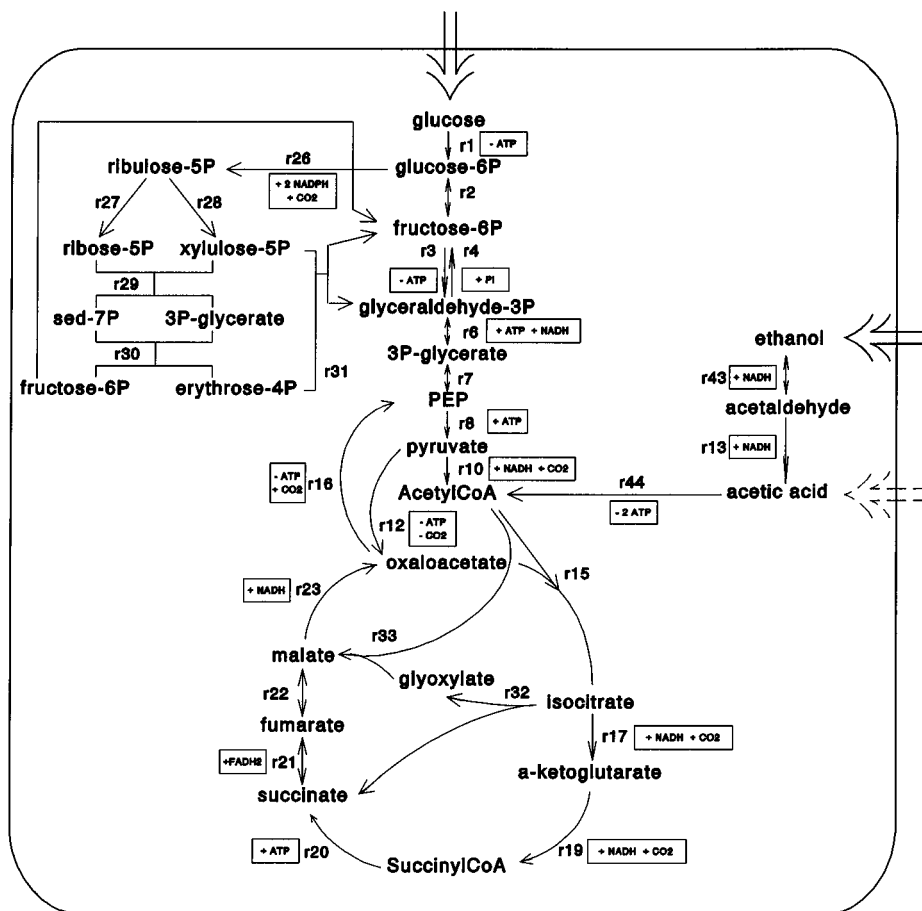 glucose
r1 - ATP
ribulose-5P r26 glucose-6P
+ 2 NADPH
+ CO2
r2
r27 r28
fructose-6P
ribose-5P xylulose-5P r3 r4
r29 - ATP + PI
glyceraldehyde-3P
sed-7P 3P-glycerate r6 + ATP + NADH
ethanol
r30 3P-glycerate
r31 r7 r43 + NADH
fructose-6P erythrose-4P
PEP acetaldehyde
r8 + ATP
pyruvate r13 + NADH
r10 + NADH + CO2
- ATP
+ CO2 r16
AcetylCoA r44 acetic acid
- 2 ATP
r12 - ATP
- CO2
oxaloacetate r15
+ NADH r23
r33
malate
glyoxylate r32
r22 isocitrate
fumarate
r17 + NADH + CO2
+FADH2 r21
a-ketoglutarate
succinate
+ ATP r20 r19 + NADH + CO2
SuccinylCoA